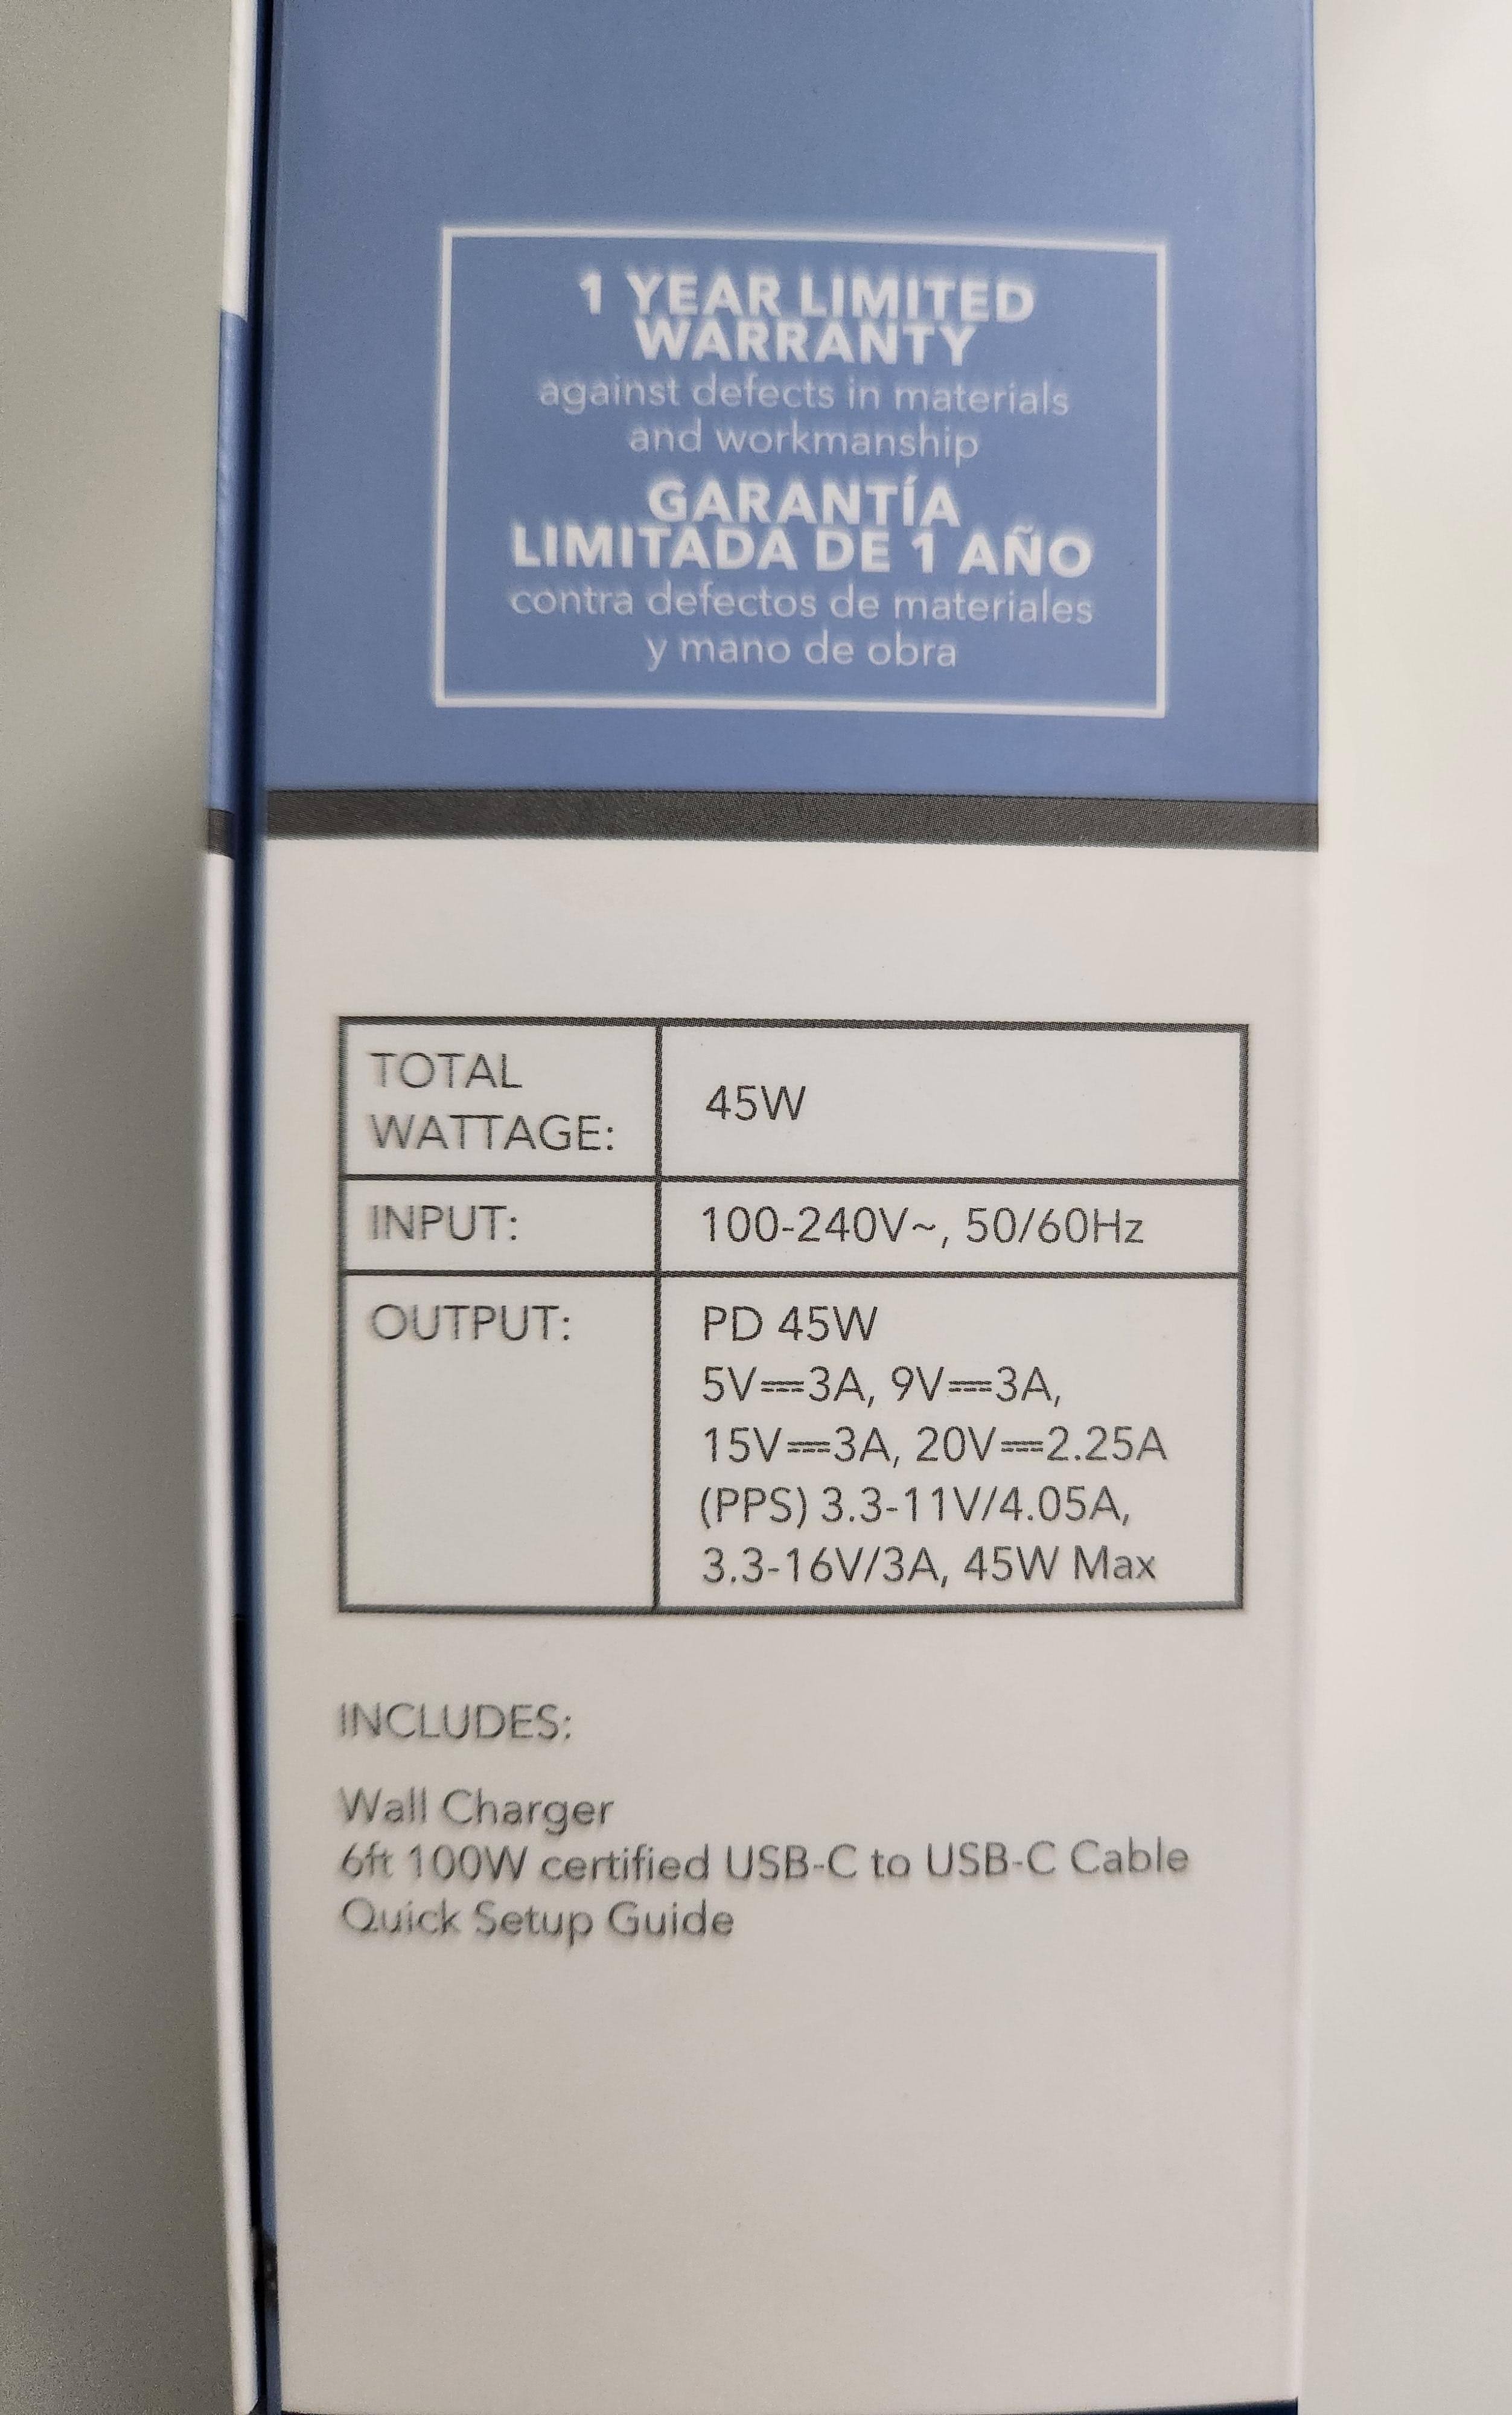 1 YEAR LIMITED
WARRANTY
against defects in materials
and workmanship
GARANTÍA
LIMITADA DE 1 AÑO
contra defectos de materiales
y mano de obra
TOTAL
WATTAGE:
45W
INPUT:
100-240V~, 50/60Hz
OUTPUT:
PD 45W
5V⎓3A, 9V⎓3A,
15V⎓3A, 20V⎓2.25A
(PPS) 3.3-11V/4.05A,
3.3-16V/3A, 45W Max
INCLUDES:
Wall Charger
6ft 100W certified USB-C to USB-C Cable
Quick Setup Guide